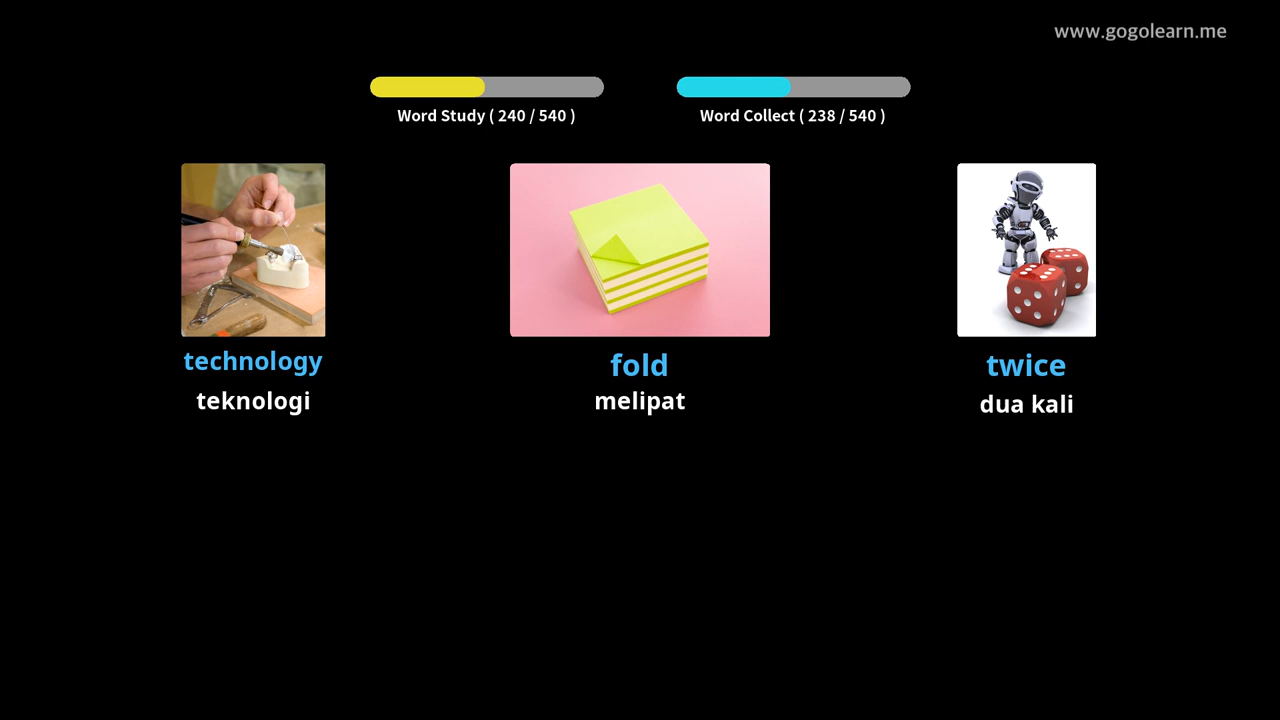 www.gogolearn.me
Word Study ( 240 / 540 )
Word Collect ( 238 / 540 )
technology
teknologi
fold
melipat
twice
dua kali